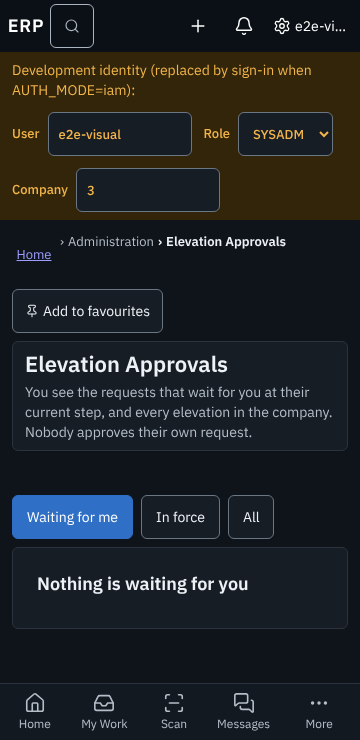 ERP
e2e-vi...
Development identity (replaced by sign-in when
AUTH_MODE=iam):
User e2e-visual Role SYSADM
Company 3
Home › Administration › Elevation Approvals
Add to favourites
Elevation Approvals
You see the requests that wait for you at their
current step, and every elevation in the company.
Nobody approves their own request.
Waiting for me In force All
Nothing is waiting for you
Home My Work Scan Messages More